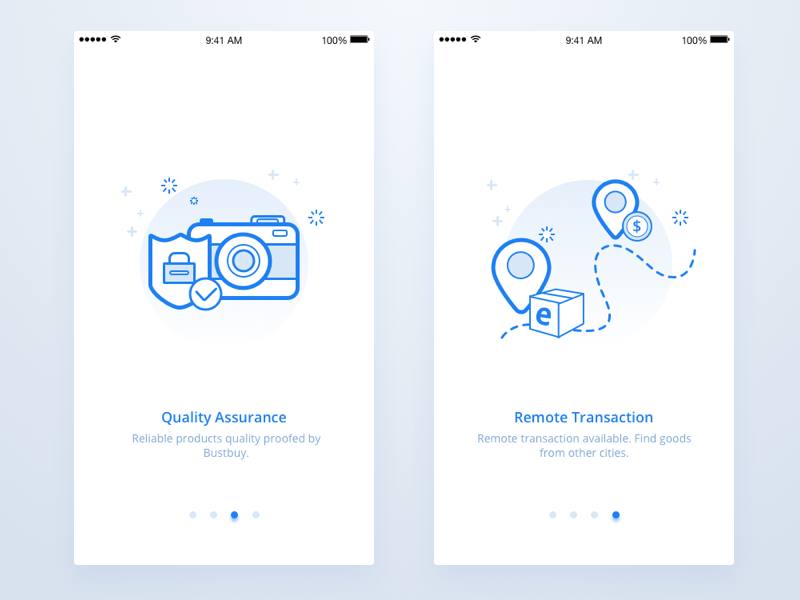 9:41 AM
100%
Quality Assurance
Reliable products quality proofed by
Bustbuy.
9:41 AM
100%
$
e
Remote Transaction
Remote transaction available. Find goods
from other cities.